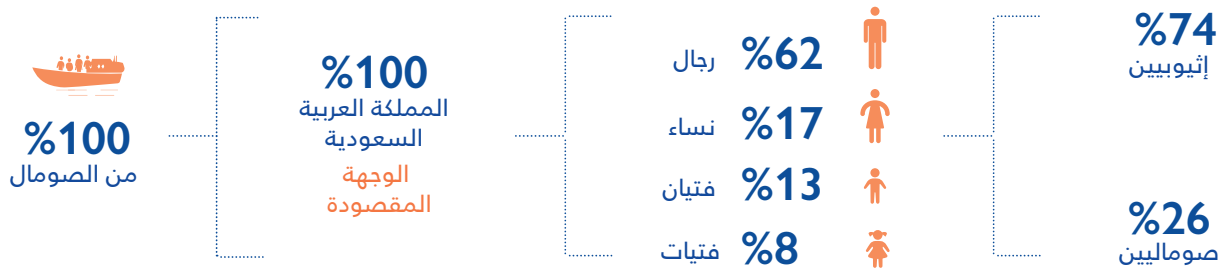 %74
إثيوبيين
%26
صوماليين
%62 رجال
%17 نساء
%13 فتيان
%8 فتيات
%100
المملكة العربية
السعودية
الوجهة
المقصودة
%100
من الصومال